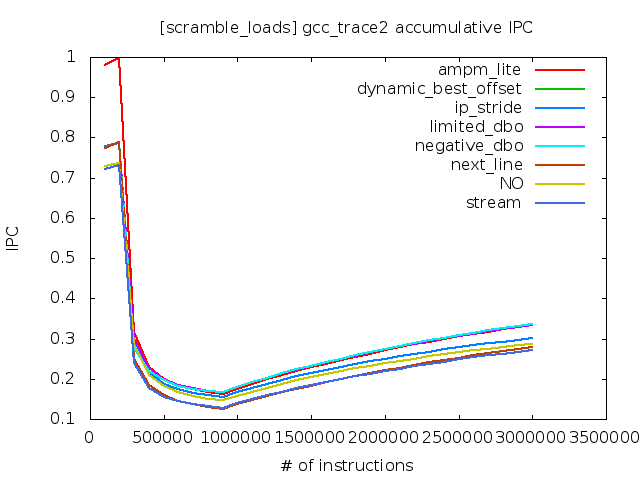 [scramble_loads] gcc_trace2 accumulative IPC
1
0.9
0.8
0.7
0.6
0.5
0.4
0.3
0.2
0.1
IPC
ampm_lite
dynamic_best_offset
ip_stride
limited_dbo
negative_dbo
next_line
NO
stream
0 500000 1000000 1500000 2000000 2500000 3000000 3500000
# of instructions